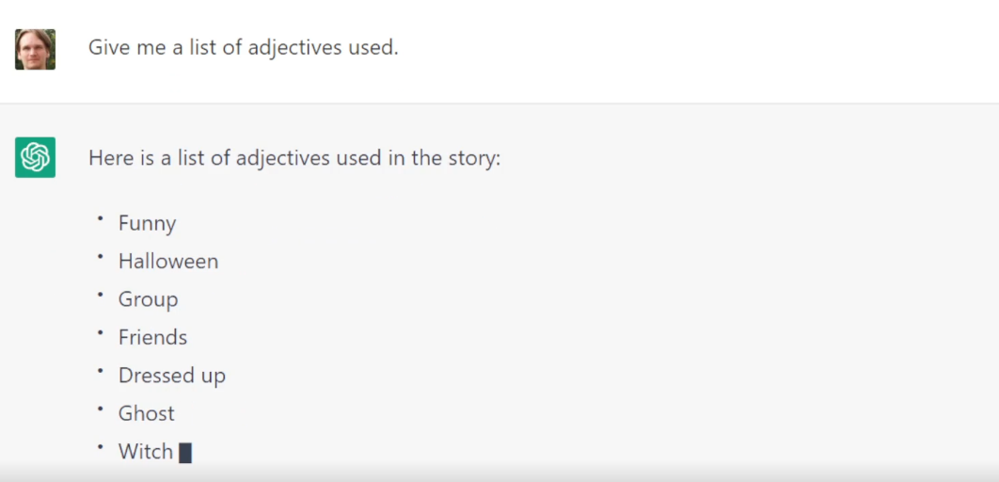 Give me a list of adjectives used.
Here is a list of adjectives used in the story:
• Funny
• Halloween
• Group
• Friends
• Dressed up
• Ghost
• Witch